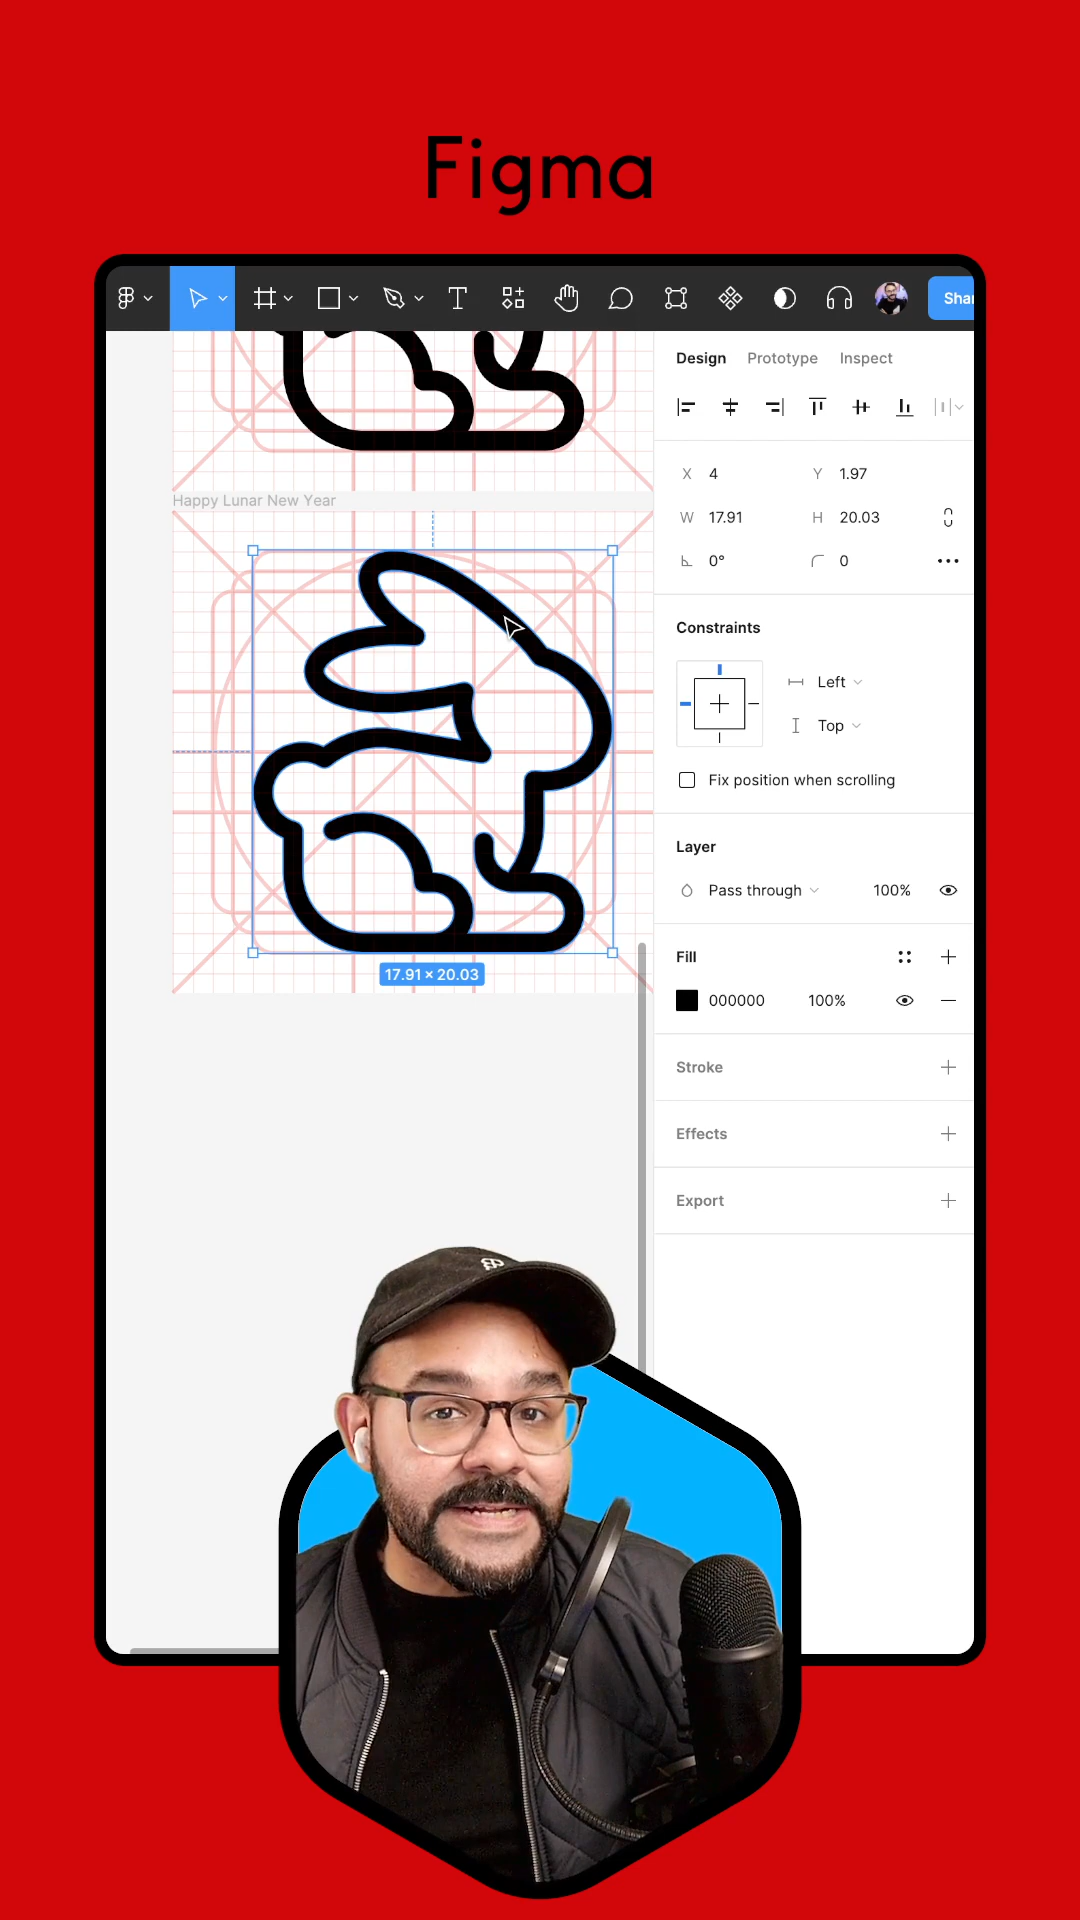 Figma
Sha
Design Prototype Inspect
X 4 Y 1.97
Happy Lunar New Year
W 17.91 H 20.03
0° 0
Constraints
Left
Top
Fix position when scrolling
Layer
Pass through 100%
Fill
17.91 × 20.03
000000 100%
Stroke
Effects
Export